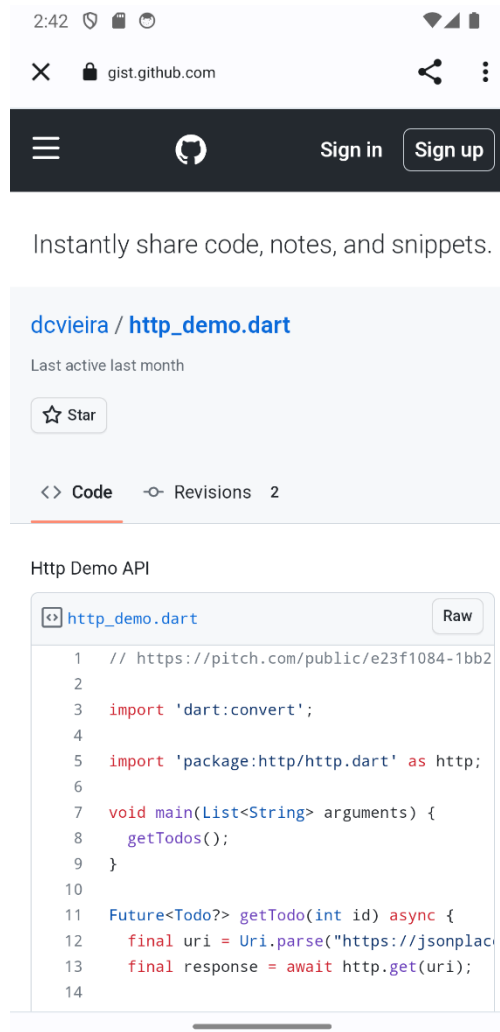 2:42
gist.github.com
Sign in Sign up
Instantly share code, notes, and snippets.
dcvieira / http_demo.dart
Last active last month
Star
<> Code Revisions 2
Http Demo API
http_demo.dart Raw
1 // https://pitch.com/public/e23f1084-1bb2
2
3 import 'dart:convert';
4
5 import 'package:http/http.dart' as http;
6
7 void main(List<String> arguments) {
8 getTodos();
9 }
10
11 Future<Todo?> getTodo(int id) async {
12 final uri = Uri.parse("https://jsonplac
13 final response = await http.get(uri);
14